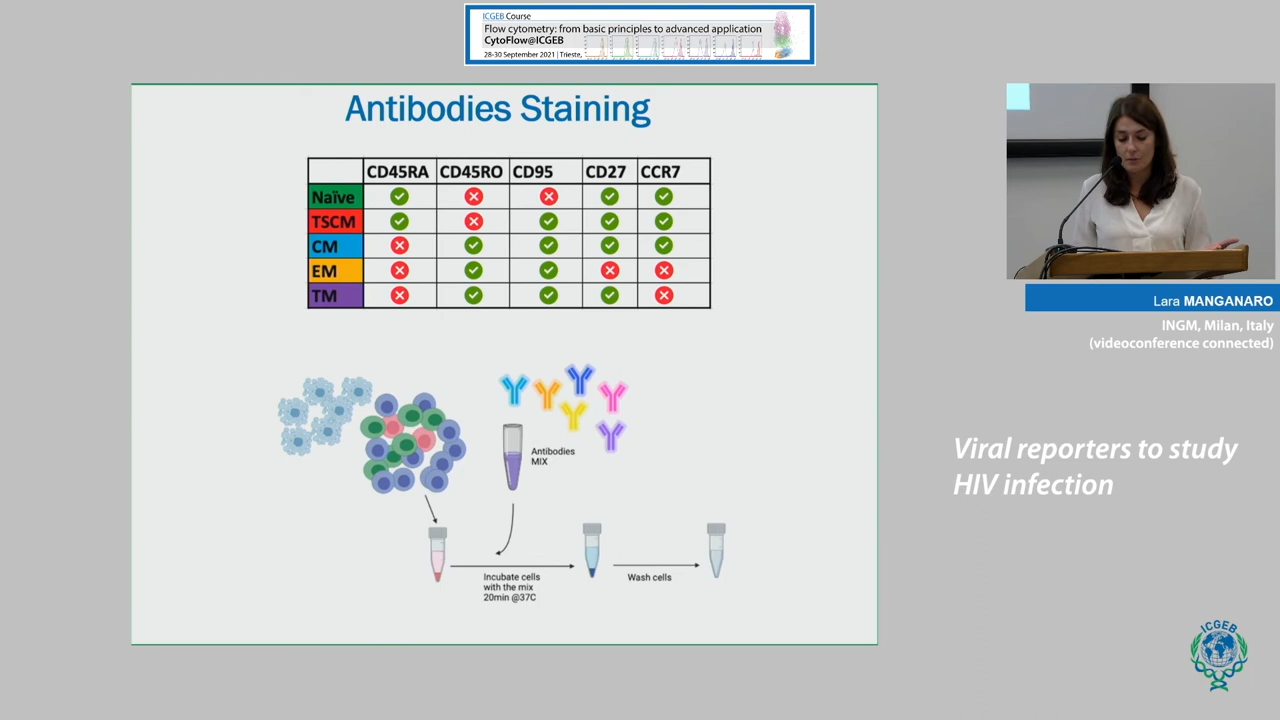 ICGEB Course
Flow cytometry: from basic principles to advanced application
CytoFlow@ICGEB
28-30 September 2021 | Trieste,
Antibodies Staining
CD45RA CD45RO CD95 CD27 CCR7
Naïve
TSCM
CM
EM
TM
Antibodies
MIX
Incubate cells
with the mix
20min @37C
Wash cells
Lara MANGANARO
INGM, Milan, Italy
(videoconference connected)
Viral reporters to study
HIV infection
ICGEB